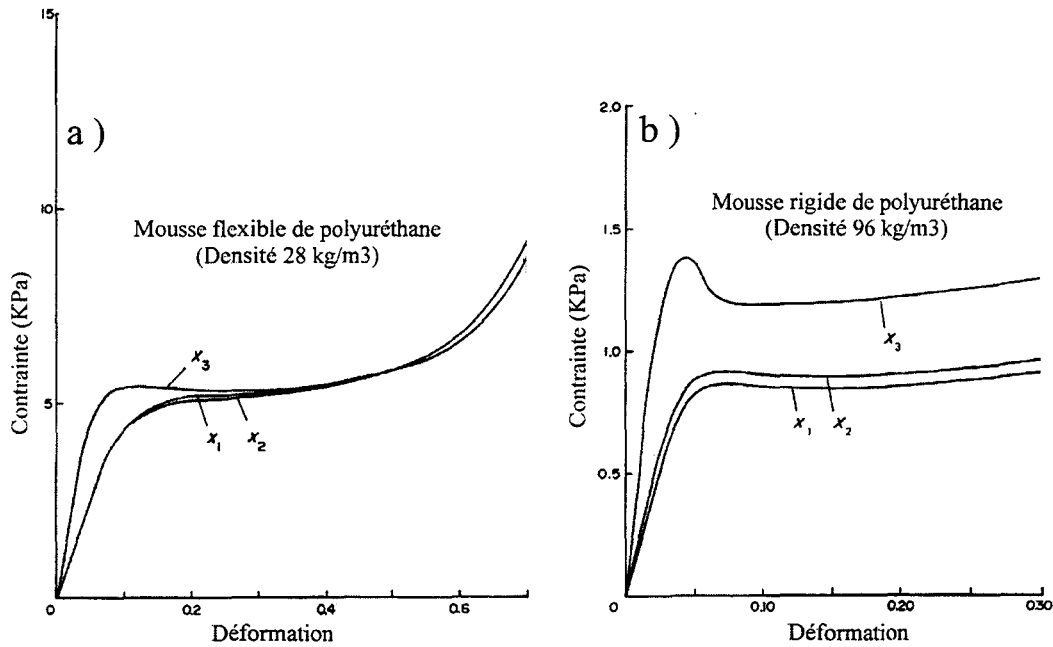 15
a )
10
Mousse flexible de polyuréthane
(Densité 28 kg/m3)
Contrainte (KPa)
x3
5
x1
x2
0
0.2
0.4
0.6
Déformation
2.0
b )
Mousse rigide de polyuréthane
(Densité 96 kg/m3)
1.5
Contrainte (KPa)
x3
1.0
x1
x2
0.5
0
0
0.10
0.20
0.30
Déformation